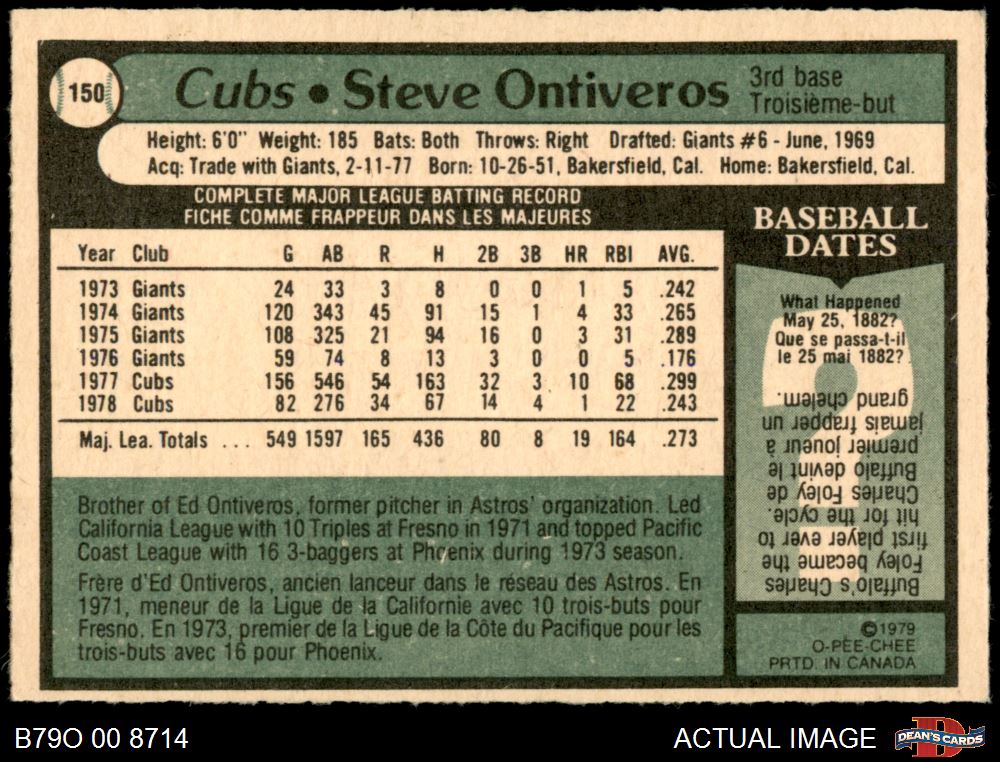 150
Cubs • Steve Ontiveros
3rd base
Troisième-but
Height: 6'0" Weight: 185 Bats: Both Throws: Right Drafted: Giants #6 - June, 1969
Acq: Trade with Giants, 2-11-77 Born: 10-26-51, Bakersfield, Cal. Home: Bakersfield, Cal.
COMPLETE MAJOR LEAGUE BATTING RECORD
FICHE COMME FRAPPEUR DANS LES MAJEURES
Year Club G AB R H 2B 3B HR RBI AVG.
1973 Giants 24 33 3 8 0 0 1 5 .242
1974 Giants 120 343 45 91 15 1 4 33 .265
1975 Giants 108 325 21 94 16 0 3 31 .289
1976 Giants 59 74 8 13 3 0 0 5 .176
1977 Cubs 156 546 54 163 32 3 10 68 .299
1978 Cubs 82 276 34 67 14 4 1 22 .243
Maj. Lea. Totals ... 549 1597 165 436 80 8 19 164 .273
Brother of Ed Ontiveros, former pitcher in Astros' organization. Led
California League with 10 Triples at Fresno in 1971 and topped Pacific
Coast League with 16 3-baggers at Phoenix during 1973 season.
Frère d'Ed Ontiveros, ancien lanceur dans le réseau des Astros. En
1971, meneur de la Ligue de la Californie avec 10 trois-buts pour
Fresno. En 1973, premier de la Ligue de la Côte du Pacifique pour les
trois-buts avec 16 pour Phoenix.
BASEBALL
DATES
What Happened
May 25, 1882?
Que se passa-t-il
le 25 mai 1882?
Buffalo's Charles
Foley became the
first player ever to
hit for the cycle.
Charles Foley de
Buffalo devint le
premier joueur à
jamais frapper un
grand chelem.
©1979
O-PEE-CHEE
PRTD. IN CANADA
B79O 00 8714
ACTUAL IMAGE
DEAN'S CARDS